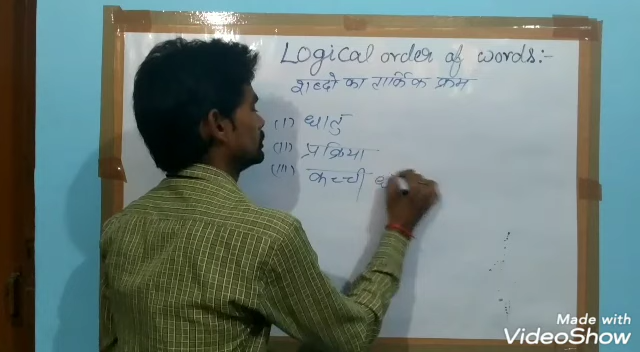 Logical order of words:-
शब्दो का तार्किक क्रम
(I) धातु
(II) प्रक्रिया
(III) कच्ची
Made with
VideoShow